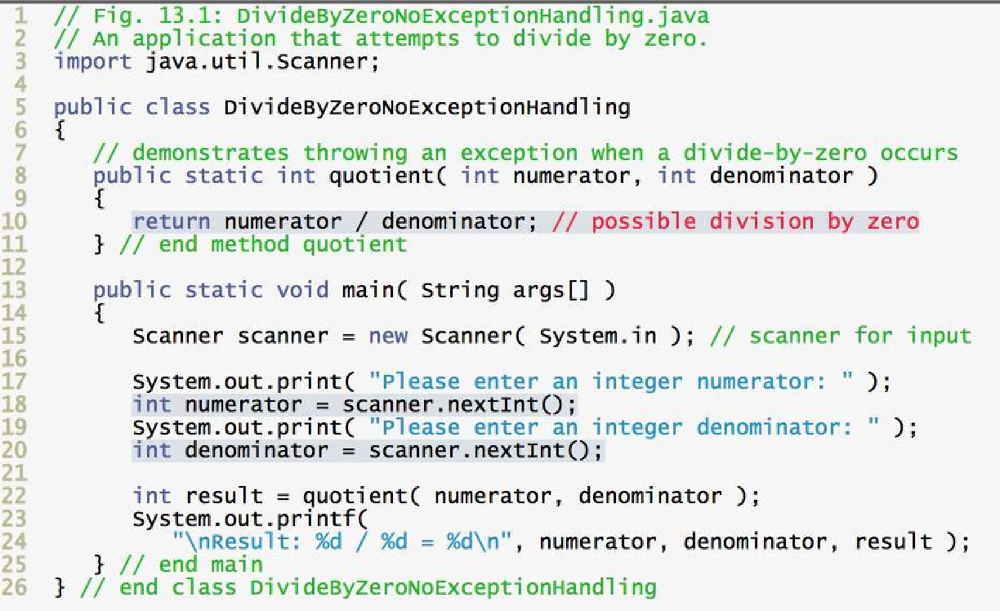 1 // Fig. 13.1: DivideByZeroNoExceptionHandling.java
2 // An application that attempts to divide by zero.
3 import java.util.Scanner;
4
5 public class DivideByZeroNoExceptionHandling
6 {
7 // demonstrates throwing an exception when a divide-by-zero occurs
8 public static int quotient( int numerator, int denominator )
9 {
10 return numerator / denominator; // possible division by zero
11 } // end method quotient
12
13 public static void main( String args[] )
14 {
15 Scanner scanner = new Scanner( System.in ); // scanner for input
16
17 System.out.print( "Please enter an integer numerator: " );
18 int numerator = scanner.nextInt();
19 System.out.print( "Please enter an integer denominator: " );
20 int denominator = scanner.nextInt();
21
22 int result = quotient( numerator, denominator );
23 System.out.printf(
24 "\nResult: %d / %d = %d\n", numerator, denominator, result );
25 } // end main
26 } // end class DivideByZeroNoExceptionHandling